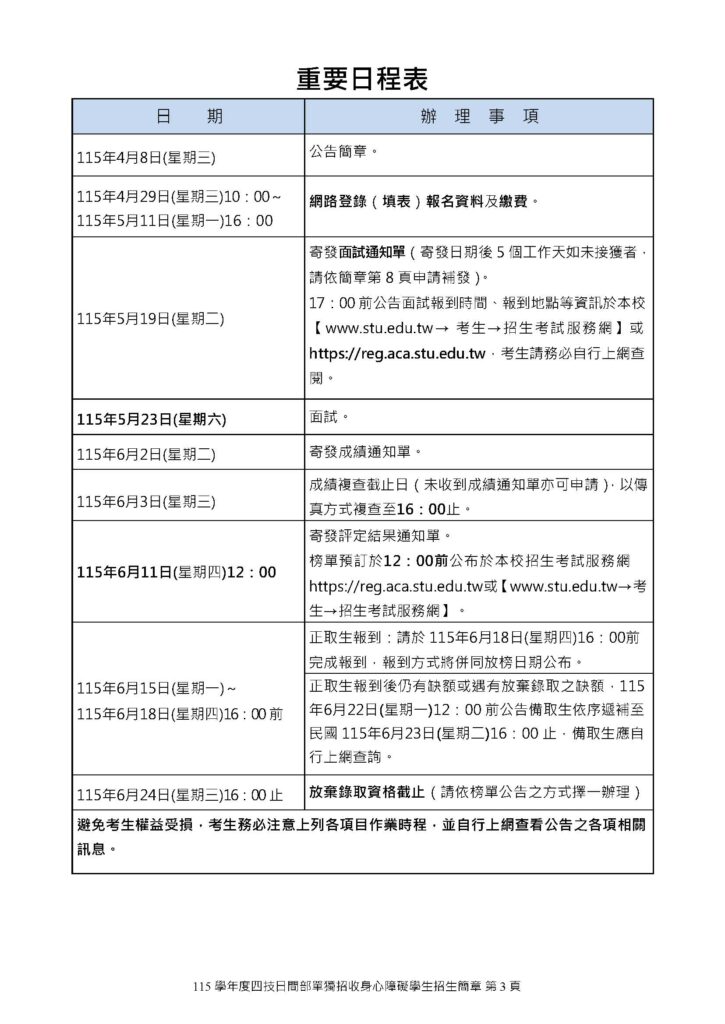 重要日程表
日 期
辦 理 事 項
115年4月8日(星期三)
公告簡章。
115年4月29日(星期三)10：00～
115年5月11日(星期一)16：00
網路登錄（填表）報名資料及繳費。
115年5月19日(星期二)
寄發面試通知單（寄發日期後 5 個工作天如未接獲者，
請依簡章第 8 頁申請補發）。
17：00 前公告面試報到時間、報到地點等資訊於本校
【www.stu.edu.tw→ 考生→招生考試服務網】或
https://reg.aca.stu.edu.tw，考生請務必自行上網查
閱。
115年5月23日(星期六)
面試。
115年6月2日(星期二)
寄發成績通知單。
115年6月3日(星期三)
成績複查截止日（未收到成績通知單亦可申請），以傳
真方式複查至16：00止。
115年6月11日(星期四)12：00
寄發評定結果通知單。
榜單預訂於12：00前公布於本校招生考試服務網
https://reg.aca.stu.edu.tw或【www.stu.edu.tw→考
生→招生考試服務網】。
115年6月15日(星期一)～
115年6月18日(星期四)16：00 前
正取生報到：請於 115年6月18日(星期四)16：00前
完成報到，報到方式將併同放榜日期公布。
正取生報到後仍有缺額或遇有放棄錄取之缺額，115
年6月22日(星期一)12：00 前公告備取生依序遞補至
民國 115年6月23日(星期二)16：00 止，備取生應自
行上網查詢。
115年6月24日(星期三)16：00 止
放棄錄取資格截止（請依榜單公告之方式擇一辦理）
避免考生權益受損，考生務必注意上列各項目作業時程，並自行上網查看公告之各項相關
訊息。
115 學年度四技日間部單獨招收身心障礙學生招生簡章 第 3 頁